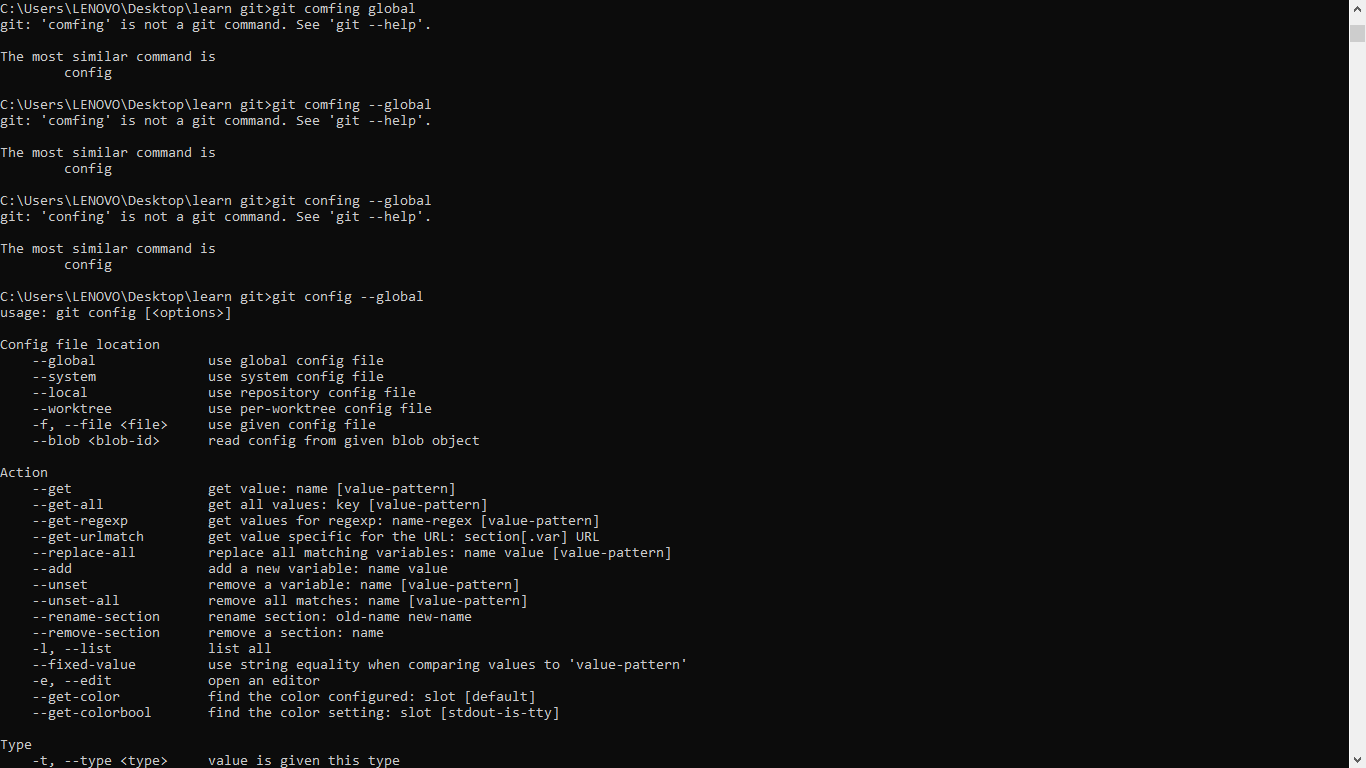 C:\Users\LENOVO\Desktop\learn git>git comfing global
git: 'comfing' is not a git command. See 'git --help'.
The most similar command is
config
C:\Users\LENOVO\Desktop\learn git>git comfing --global
git: 'comfing' is not a git command. See 'git --help'.
The most similar command is
config
C:\Users\LENOVO\Desktop\learn git>git confing --global
git: 'confing' is not a git command. See 'git --help'.
The most similar command is
config
C:\Users\LENOVO\Desktop\learn git>git config --global
usage: git config [<options>]
Config file location
--global use global config file
--system use system config file
--local use repository config file
--worktree use per-worktree config file
-f, --file <file> use given config file
--blob <blob-id> read config from given blob object
Action
--get get value: name [value-pattern]
--get-all get all values: key [value-pattern]
--get-regexp get values for regexp: name-regex [value-pattern]
--get-urlmatch get value specific for the URL: section[.var] URL
--replace-all replace all matching variables: name value [value-pattern]
--add add a new variable: name value
--unset remove a variable: name [value-pattern]
--unset-all remove all matches: name [value-pattern]
--rename-section rename section: old-name new-name
--remove-section remove a section: name
-l, --list list all
--fixed-value use string equality when comparing values to 'value-pattern'
-e, --edit open an editor
--get-color find the color configured: slot [default]
--get-colorbool find the color setting: slot [stdout-is-tty]
Type
-t, --type <type> value is given this type